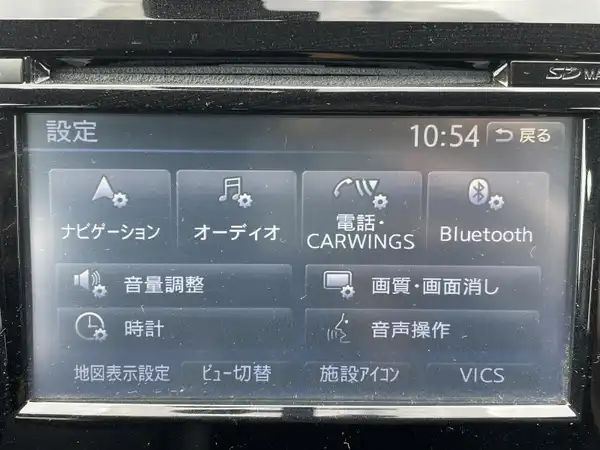 SD MA
設定
10:54 戻る
ナビゲーション
オーディオ
電話・
CARWINGS
Bluetooth
音量調整
画質・画面消し
時計
音声操作
地図表示設定 ビュー切替 施設アイコン VICS